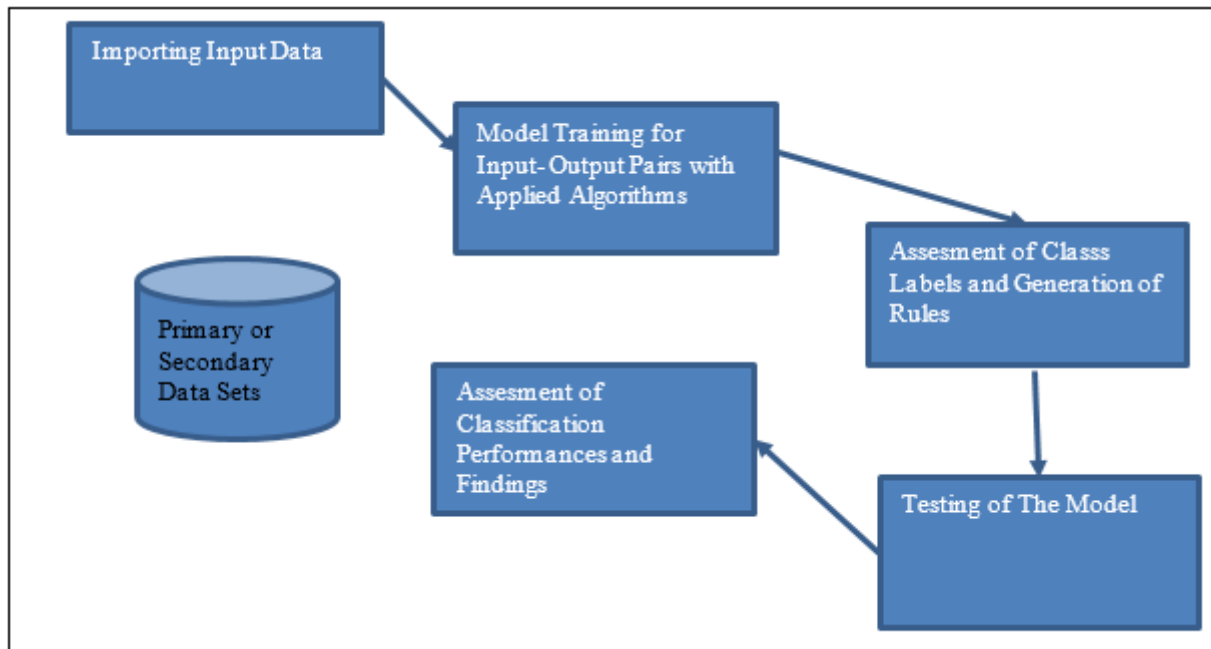 Importing Input Data
Model Training for
Input- Output Pairs with
Applied Algorithms
Assesment of Classs
Labels and Generation of
Rules
Primary or
Secondary
Data Sets
Assesment of
Classification
Performances and
Findings
Testing of The Model